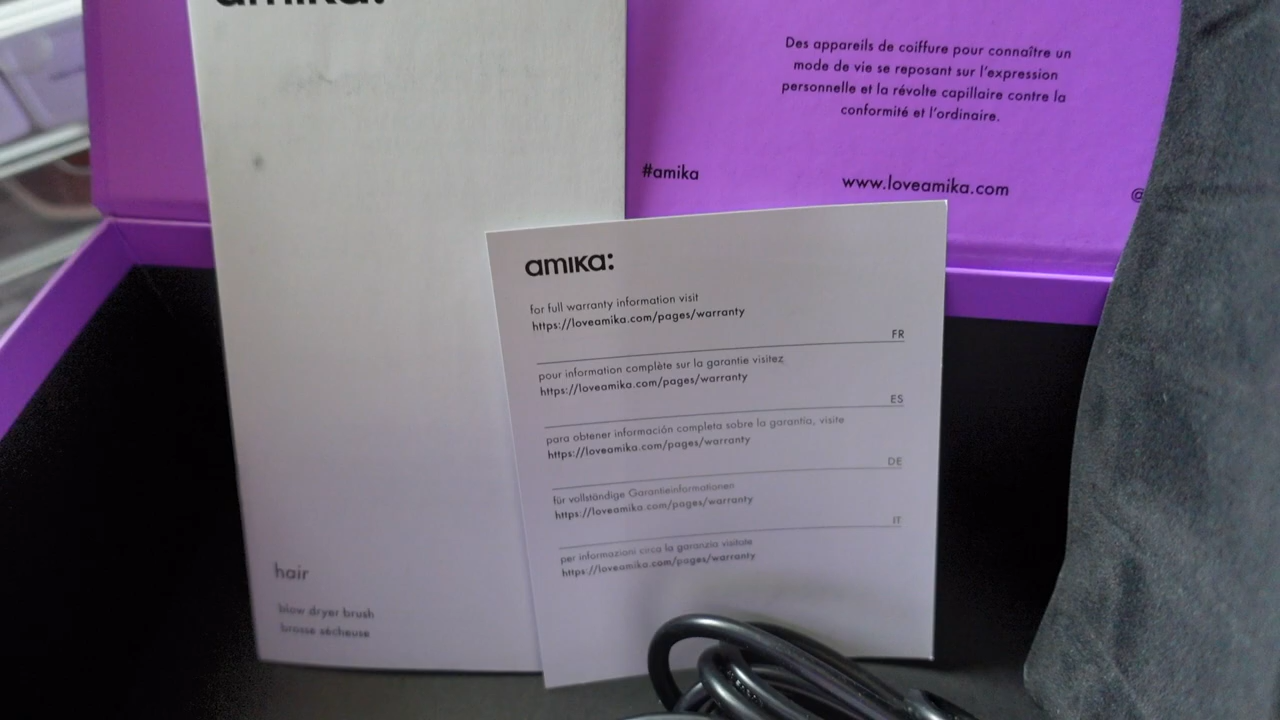 amika:
Des appareils de coiffure pour connaître un
mode de vie se reposant sur l'expression
personnelle et la révolte capillaire contre la
conformité et l'ordinaire.
#amika
www.loveamika.com
@
amika:
for full warranty information visit
https://loveamika.com/pages/warranty
FR
pour information complète sur la garantie visitez
https://loveamika.com/pages/warranty
ES
para obtener información completa sobre la garantia, visite
https://loveamika.com/pages/warranty
DE
für vollständige Garantieinformationen
https://loveamika.com/pages/warranty
IT
per informazioni circa la garanzia visitate
https://loveamika.com/pages/warranty
hair
blow dryer brush
brosse sécheuse